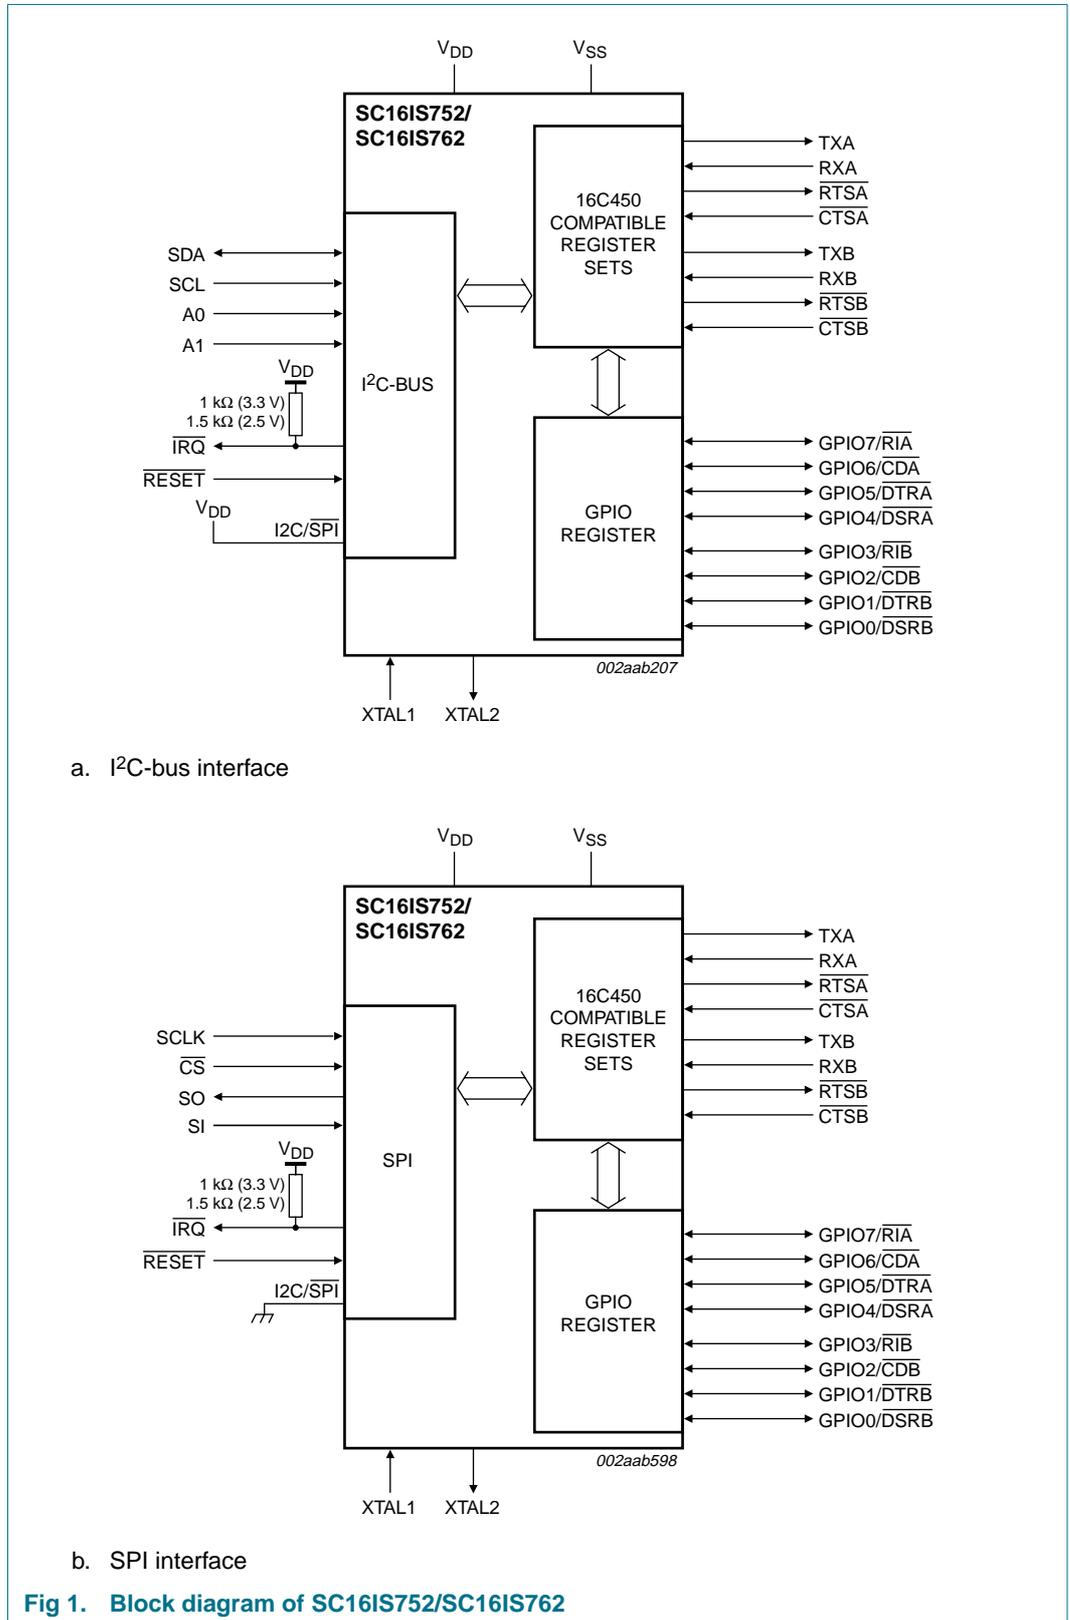 VDD
VSS
SC16IS752/
SC16IS762
16C450
COMPATIBLE
REGISTER
SETS
TXA
RXA
RTSA
CTSA
TXB
RXB
RTSB
CTSB
SDA
SCL
A0
A1
VDD
1 kΩ (3.3 V)
1.5 kΩ (2.5 V)
IRQ
RESET
VDD
I2C/SPI
I²C-BUS
GPIO
REGISTER
GPIO7/RIA
GPIO6/CDA
GPIO5/DTRA
GPIO4/DSRA
GPIO3/RIB
GPIO2/CDB
GPIO1/DTRB
GPIO0/DSRB
002aab207
XTAL1
XTAL2
a. I²C-bus interface
VDD
VSS
SC16IS752/
SC16IS762
16C450
COMPATIBLE
REGISTER
SETS
TXA
RXA
RTSA
CTSA
TXB
RXB
RTSB
CTSB
SCLK
CS
SO
SI
VDD
1 kΩ (3.3 V)
1.5 kΩ (2.5 V)
IRQ
RESET
I2C/SPI
SPI
GPIO
REGISTER
GPIO7/RIA
GPIO6/CDA
GPIO5/DTRA
GPIO4/DSRA
GPIO3/RIB
GPIO2/CDB
GPIO1/DTRB
GPIO0/DSRB
002aab598
XTAL1
XTAL2
b. SPI interface
Fig 1. Block diagram of SC16IS752/SC16IS762